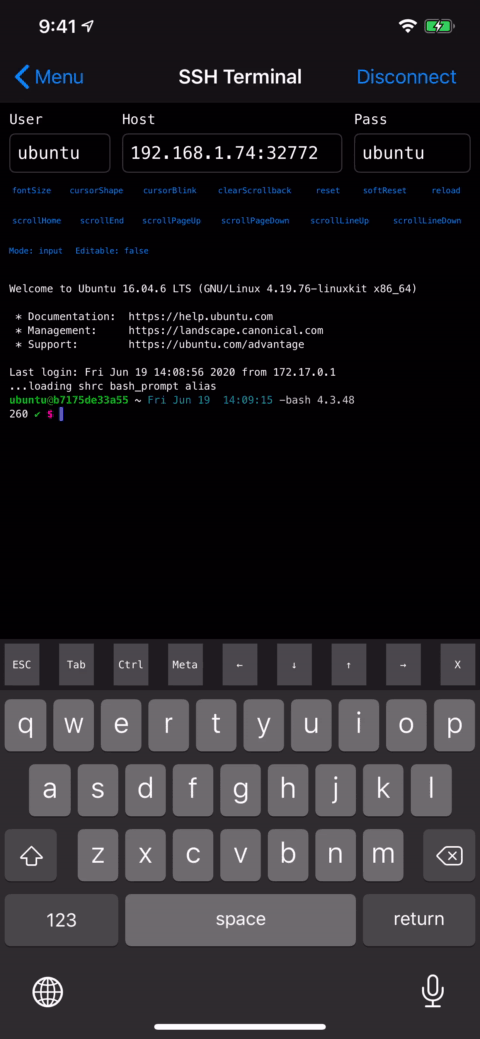 9:41
Menu SSH Terminal Disconnect
User Host Pass
ubuntu 192.168.1.74:32772 ubuntu
fontSize cursorShape cursorBlink clearScrollback reset softReset reload
scrollHome scrollEnd scrollPageUp scrollPageDown scrollLineUp scrollLineDown
Mode: input Editable: false
Welcome to Ubuntu 16.04.6 LTS (GNU/Linux 4.19.76-linuxkit x86_64)
* Documentation: https://help.ubuntu.com
* Management: https://landscape.canonical.com
* Support: https://ubuntu.com/advantage
Last login: Fri Jun 19 14:08:56 2020 from 172.17.0.1
...loading shrc bash_prompt alias
ubuntu@b7175de33a55 ~ Fri Jun 19 14:09:15 -bash 4.3.48
260 ✔ $
ESC Tab Ctrl Meta ← ↓ ↑ → X
q w e r t y u i o p
a s d f g h j k l
z x c v b n m
123 space return